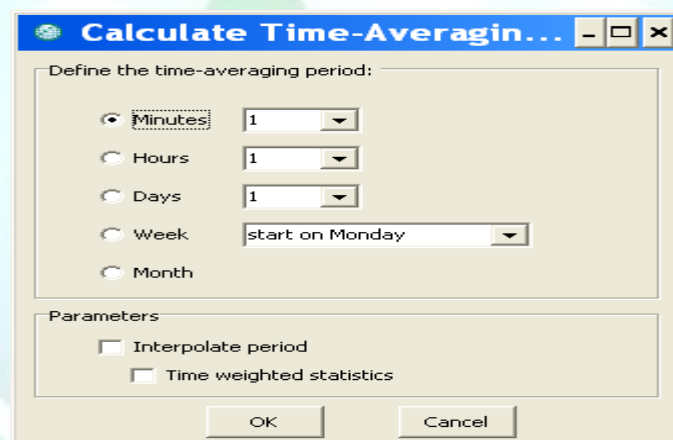 Calculate Time-Averagin...
Define the time-averaging period:
Minutes 1
Hours 1
Days 1
Week start on Monday
Month
Parameters
Interpolate period
Time weighted statistics
OK Cancel